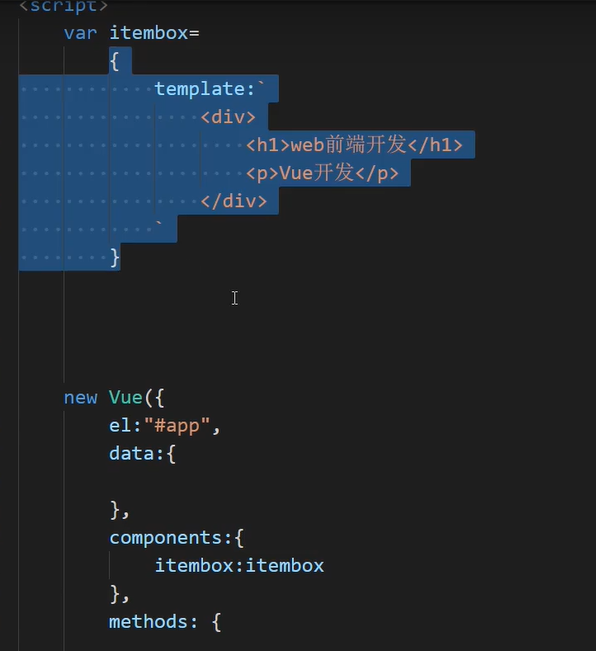 <script>
var itembox=
{
template:`
<div>
<h1>web前端开发</h1>
<p>Vue开发</p>
</div>
`
}
new Vue({
el:"#app",
data:{
},
components:{
itembox:itembox
},
methods: {